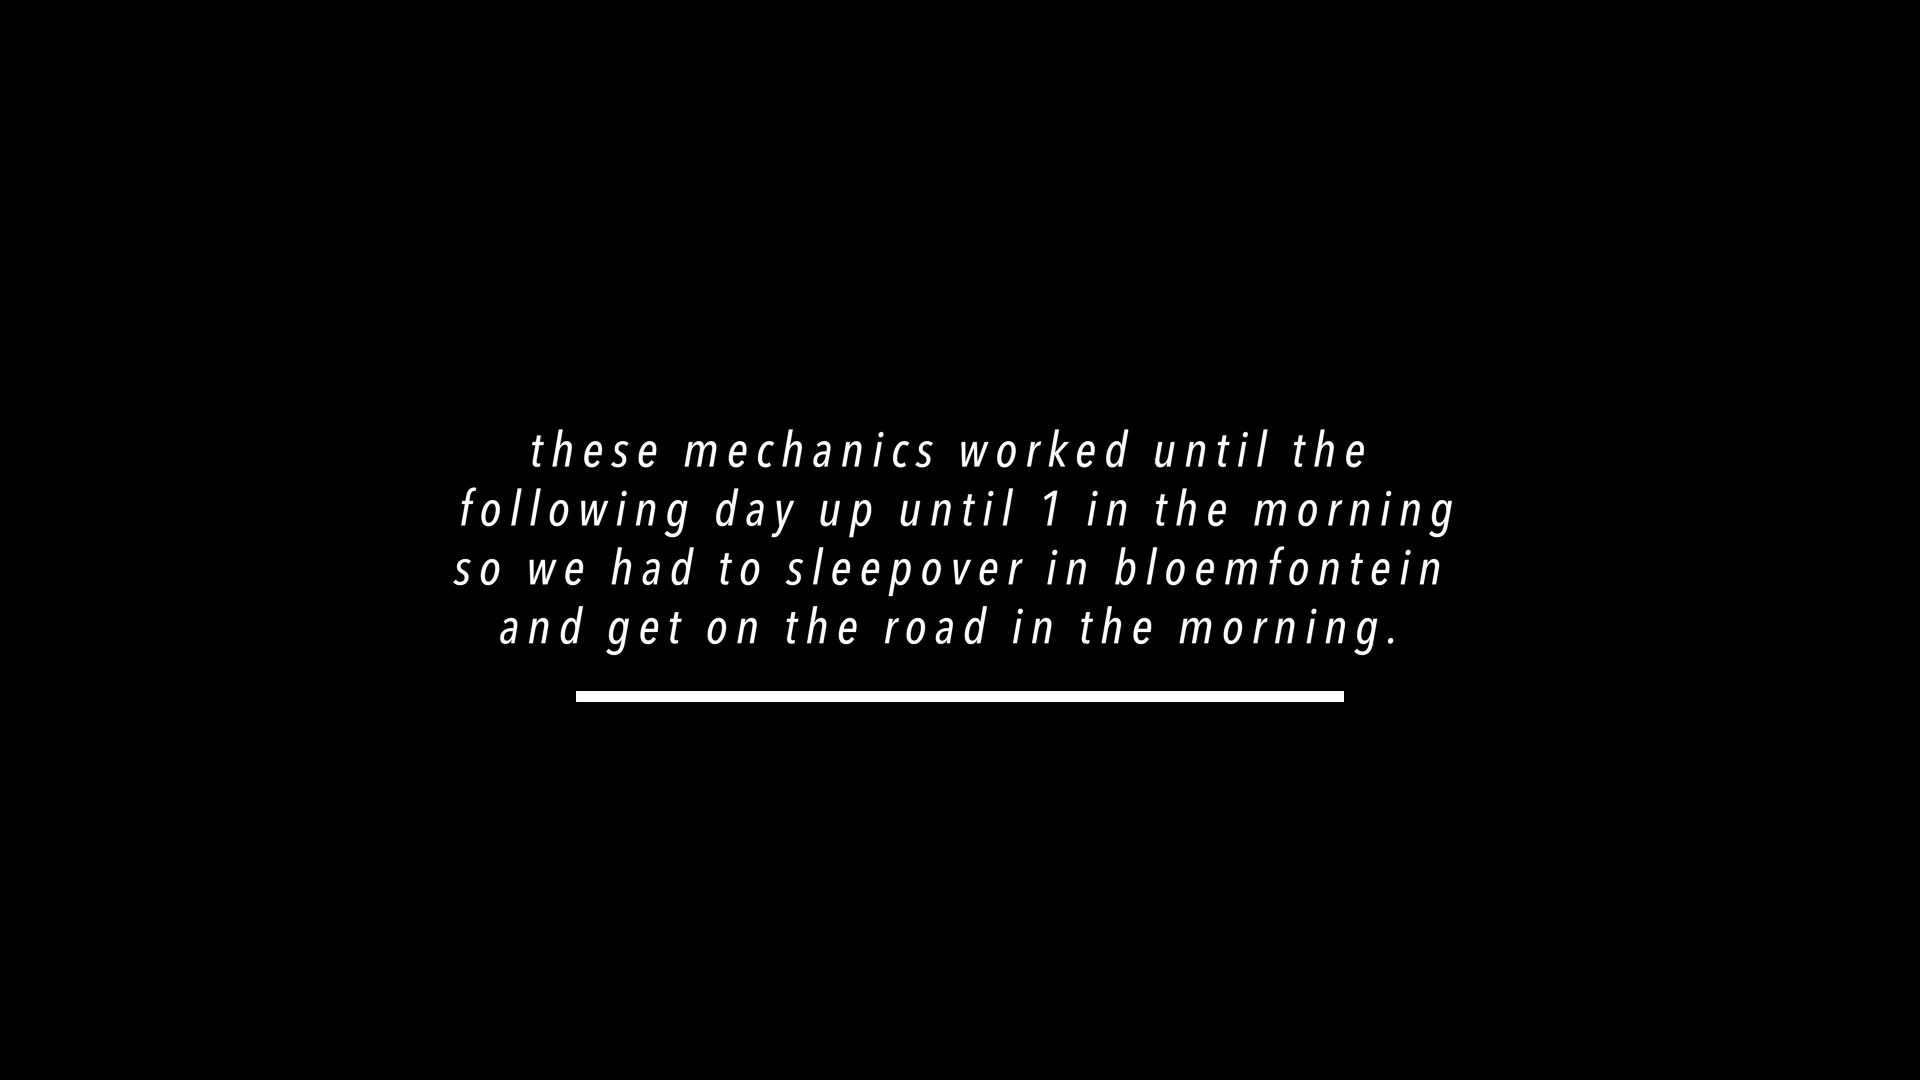 these mechanics worked until the
following day up until 1 in the morning
so we had to sleepover in bloemfontein
and get on the road in the morning.